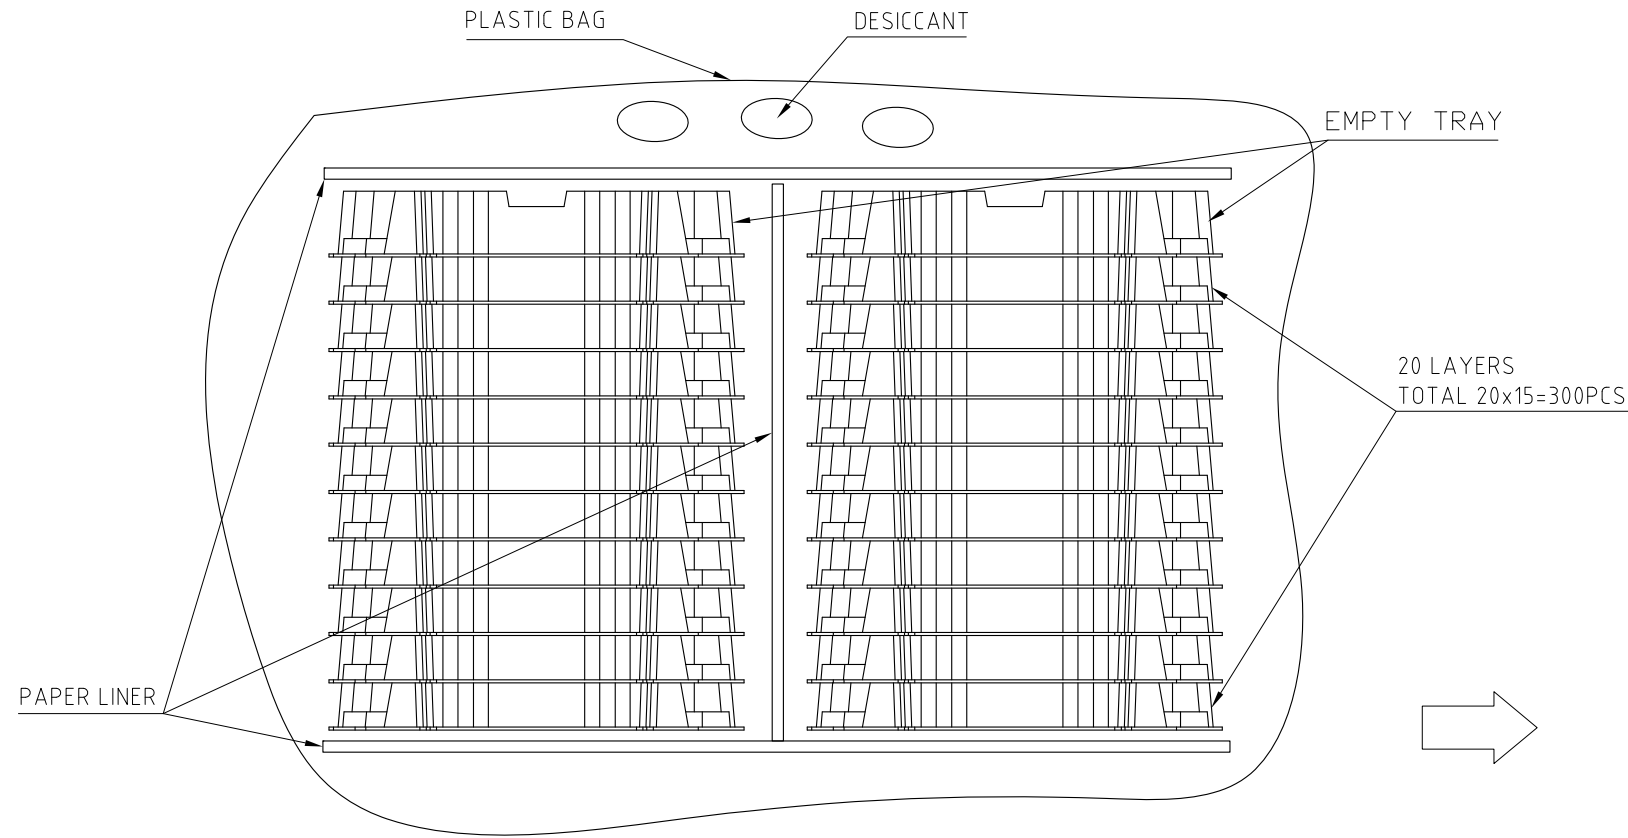 PLASTIC BAG
DESICCANT
EMPTY TRAY
20 LAYERS
TOTAL 20x15=300PCS
PAPER LINER